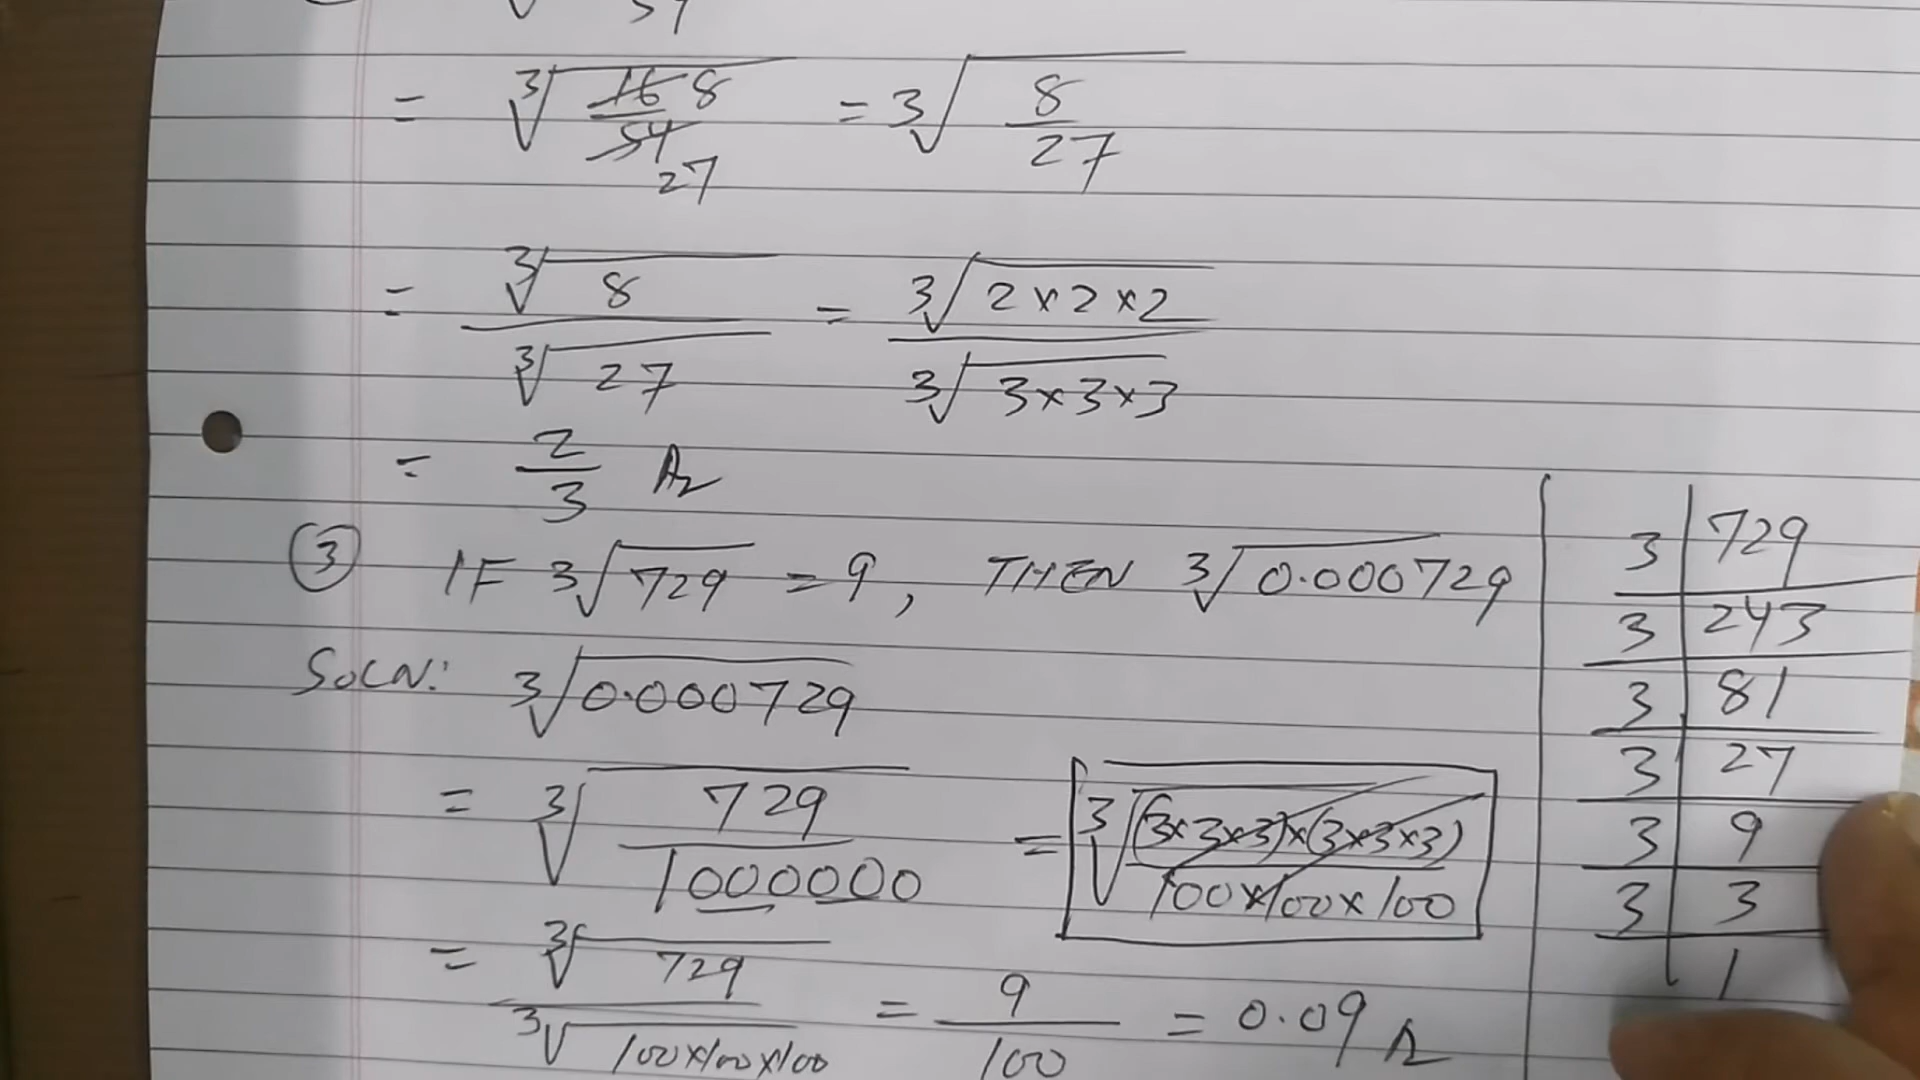 54
= ∛(16 8 / 54 27) = ∛(8/27)
= ∛8 / ∛27 = ∛(2×2×2) / ∛(3×3×3)
= 2/3 A
③ IF ∛729 = 9, THEN ∛0.000729
SOLN: ∛0.000729
= ∛(729/1000000) = ∛((3×3×3)×(3×3×3) / 100×100×100)
= ∛729 / ∛(100×100×100) = 9/100 = 0.09 A
3 | 729
3 | 243
3 | 81
3 | 27
3 | 9
3 | 3
| 1